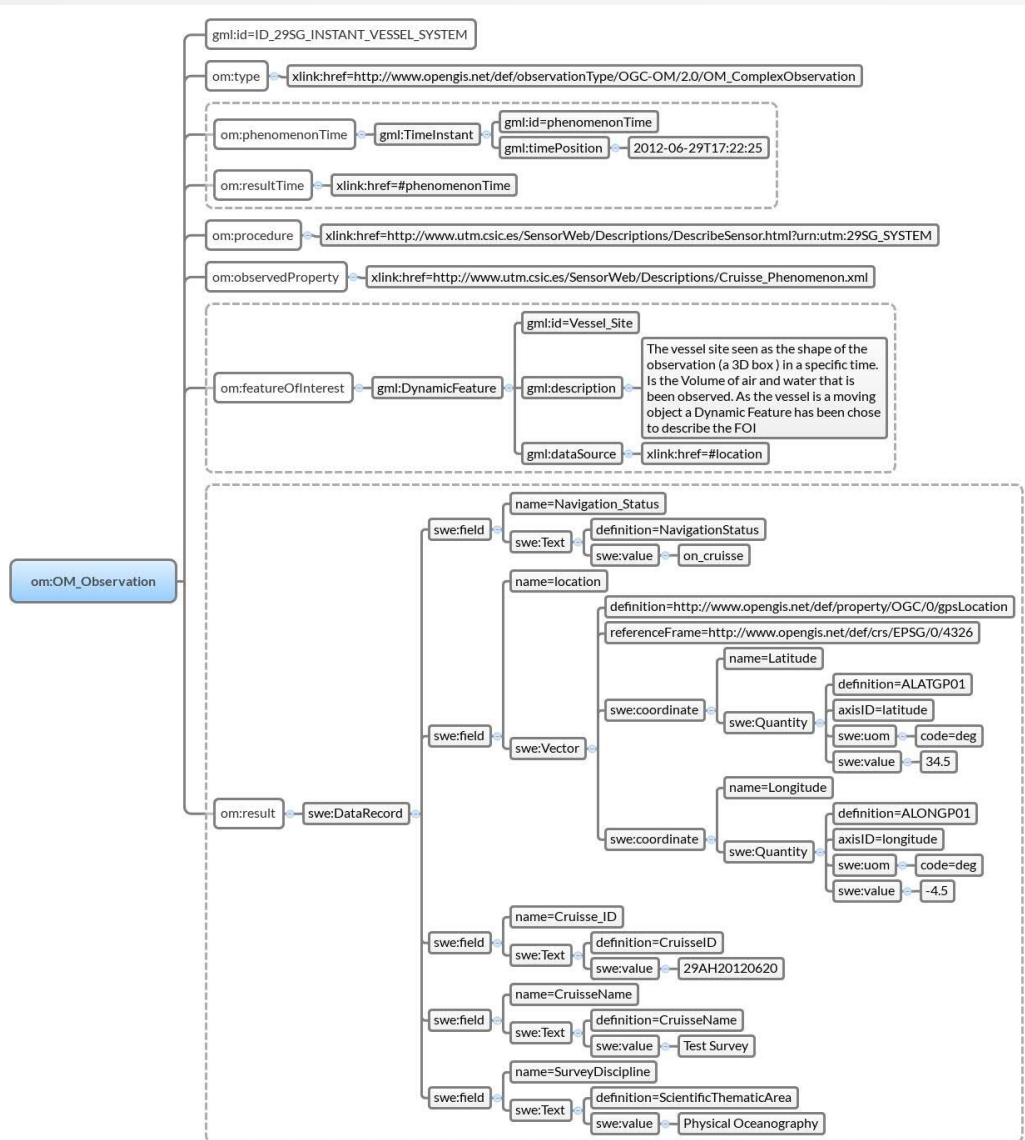 gml:id=ID_29SG_INSTANT_VESSEL_SYSTEM
om:type
xlink:href=http://www.opengis.net/def/observationType/OGC-OM/2.0/OM_ComplexObservation
om:phenomenonTime
gml:TimeInstant
gml:id=phenomenonTime
gml:timePosition
2012-06-29T17:22:25
om:resultTime
xlink:href=#phenomenonTime
om:procedure
xlink:href=http://www.utm.csic.es/SensorWeb/Descriptions/DescribeSensor.html?urn:utm:29SG_SYSTEM
om:observedProperty
xlink:href=http://www.utm.csic.es/SensorWeb/Descriptions/Cruisse_Phenomenon.xml
om:featureOfInterest
gml:DynamicFeature
gml:id=Vessel_Site
gml:description
The vessel site seen as the shape of the
observation (a 3D box ) in a specific time.
Is the Volume of air and water that is
been observed. As the vessel is a moving
object a Dynamic Feature has been chose
to describe the FOI
gml:dataSource
xlink:href=#location
om:OM_Observation
om:result
swe:DataRecord
swe:field
name=Navigation_Status
swe:Text
definition=NavigationStatus
swe:value
on_cruisse
swe:field
name=location
swe:Vector
definition=http://www.opengis.net/def/property/OGC/0/gpsLocation
referenceFrame=http://www.opengis.net/def/crs/EPSG/0/4326
swe:coordinate
name=Latitude
swe:Quantity
definition=ALATGP01
axisID=latitude
swe:uom
code=deg
swe:value
34.5
swe:coordinate
name=Longitude
swe:Quantity
definition=ALONGP01
axisID=longitude
swe:uom
code=deg
swe:value
-4.5
swe:field
name=Cruisse_ID
swe:Text
definition=CruisseID
swe:value
29AH20120620
swe:field
name=CruisseName
swe:Text
definition=CruisseName
swe:value
Test Survey
swe:field
name=SurveyDiscipline
swe:Text
definition=ScientificThematicArea
swe:value
Physical Oceanography